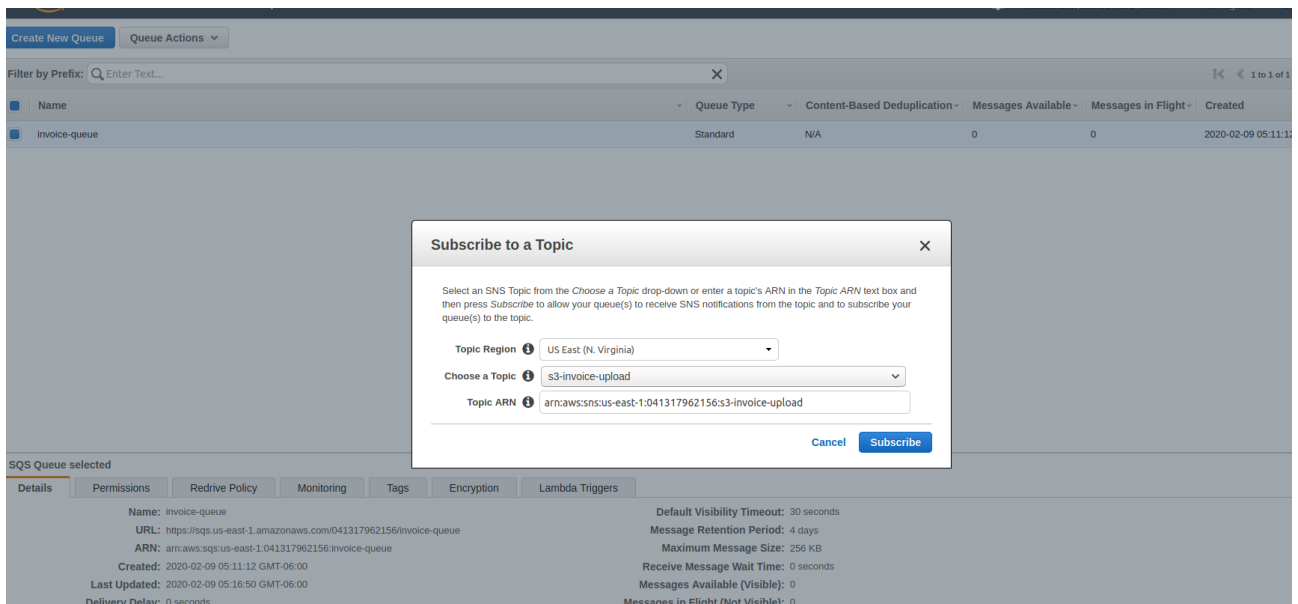 Create New Queue Queue Actions
Filter by Prefix: Enter Text... 1 to 1 of 1
Name Queue Type Content-Based Deduplication Messages Available Messages in Flight Created
invoice-queue Standard N/A 0 0 2020-02-09 05:11:12
Subscribe to a Topic
Select an SNS Topic from the Choose a Topic drop-down or enter a topic's ARN in the Topic ARN text box and
then press Subscribe to allow your queue(s) to receive SNS notifications from the topic and to subscribe your
queue(s) to the topic.
Topic Region US East (N. Virginia)
Choose a Topic s3-invoice-upload
Topic ARN arn:aws:sns:us-east-1:041317962156:s3-invoice-upload
Cancel Subscribe
SQS Queue selected
Details Permissions Redrive Policy Monitoring Tags Encryption Lambda Triggers
Name: invoice-queue Default Visibility Timeout: 30 seconds
URL: https://sqs.us-east-1.amazonaws.com/041317962156/invoice-queue Message Retention Period: 4 days
ARN: arn:aws:sqs:us-east-1:041317962156:invoice-queue Maximum Message Size: 256 KB
Created: 2020-02-09 05:11:12 GMT-06:00 Receive Message Wait Time: 0 seconds
Last Updated: 2020-02-09 05:16:50 GMT-06:00 Messages Available (Visible): 0
Delivery Delay: 0 seconds Messages in Flight (Not Visible): 0